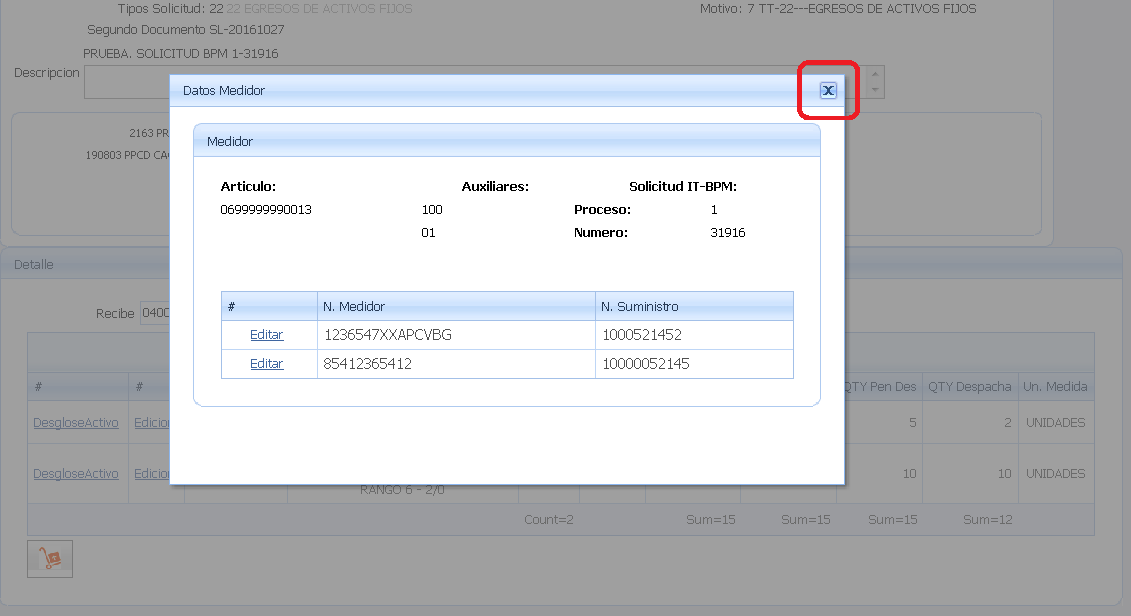 Tipos Solicitud: 22 22 EGRESOS DE ACTIVOS FIJOS Motivo: 7 TT-22---EGRESOS DE ACTIVOS FIJOS
Segundo Documento SL-20161027
PRUEBA. SOLICITUD BPM 1-31916
Descripcion
Datos Medidor X
2163 PR
190803 PPCD CA
Medidor
Articulo: Auxiliares: Solicitud IT-BPM:
0699999990013 100 Proceso: 1
01 Numero: 31916
Detalle
Recibe 0400
# N. Medidor N. Suministro
Editar 1236547XXAPCVBG 1000521452
Editar 85412365412 10000052145
# # QTY Pen Des QTY Despacha Un. Medida
DesgloseActivo Edicio 5 2 UNIDADES
DesgloseActivo Edicio 10 10 UNIDADES
RANGO 6 - 2/0
Count=2 Sum=15 Sum=15 Sum=15 Sum=12